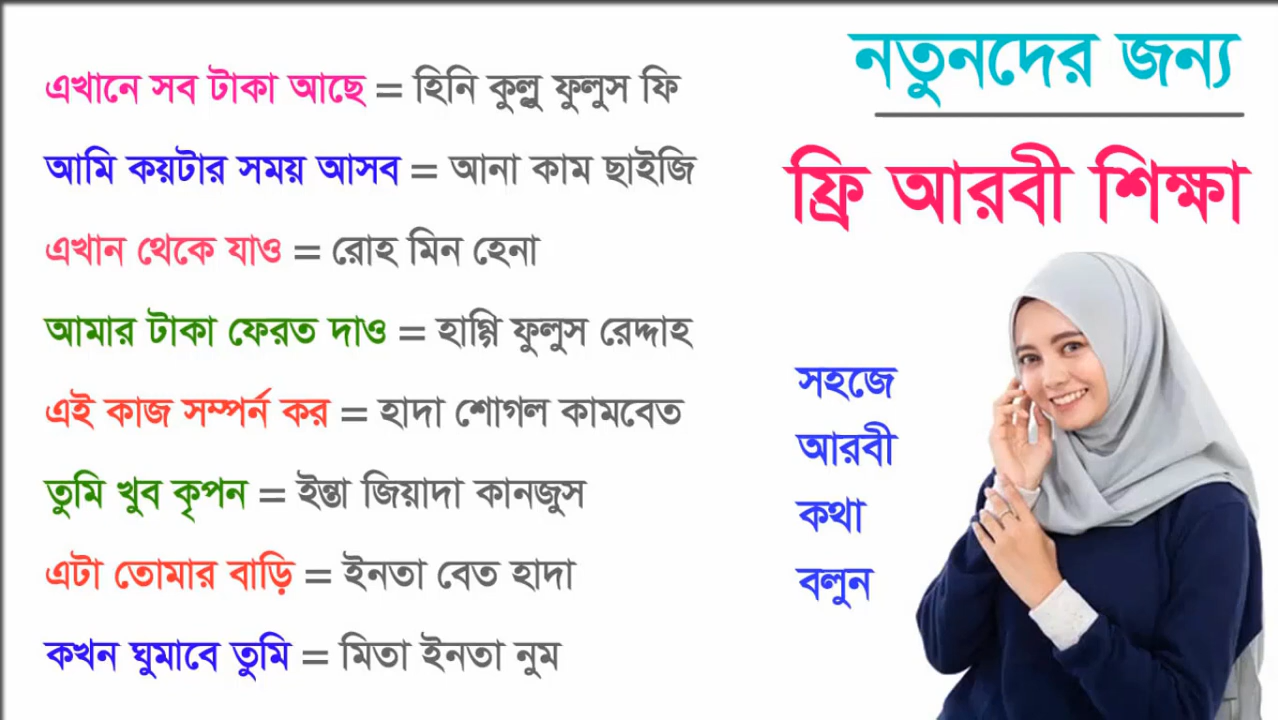 এখানে সব টাকা আছে = হিনি কুল্লু ফুলুস ফি
আমি কয়টার সময় আসব = আনা কাম ছাইজি
এখান থেকে যাও = রোহ মিন হেনা
আমার টাকা ফেরত দাও = হাগ্গি ফুলুস রেদ্দাহ
এই কাজ সম্পর্ন কর = হাদা শোগল কামবেত
তুমি খুব কৃপন = ইন্তা জিয়াদা কানজুস
এটা তোমার বাড়ি = ইনতা বেত হাদা
কখন ঘুমাবে তুমি = মিতা ইনতা নুম
নতুনদের জন্য
ফ্রি আরবী শিক্ষা
সহজে
আরবী
কথা
বলুন